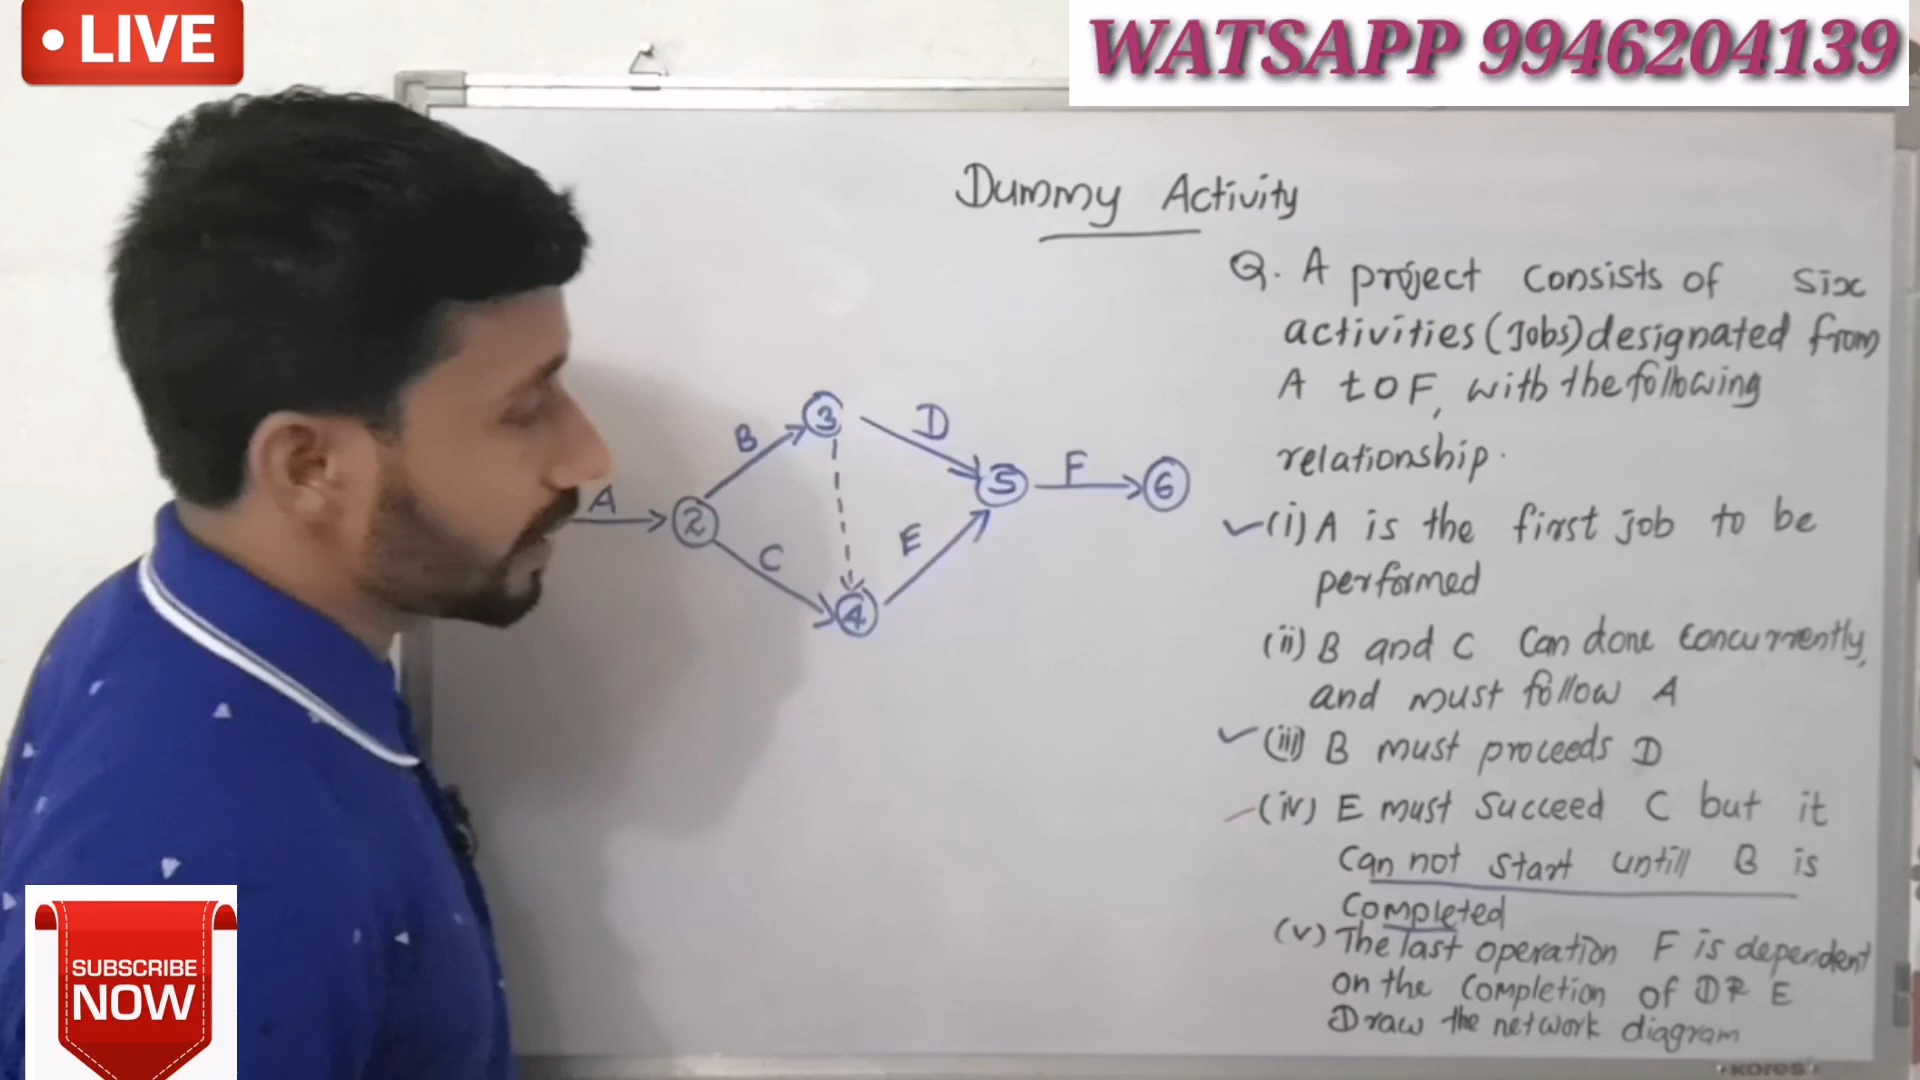 • LIVE
WATSAPP 9946204139
Dummy Activity
Q. A project consists of six
activities (Jobs) designated from
A to F, with the following
relationship.
(i) A is the first job to be
performed
(ii) B and C Can done concurrently,
and must follow A
(iii) B must proceeds D
(iv) E must Succeed C but it
Can not start untill B is
Completed
(v) The last operation F is dependent
on the Completion of D & E
Draw the network diagram
A
2
B
3
C
4
D
E
5
F
6
SUBSCRIBE
NOW
kores